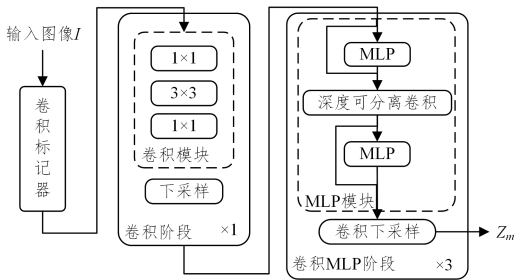 输入图像I
卷积标记器
1×1
3×3
1×1
卷积模块
下采样
卷积阶段 ×1
MLP
深度可分离卷积
MLP
MLP模块
卷积下采样
Zm
卷积MLP阶段 ×3